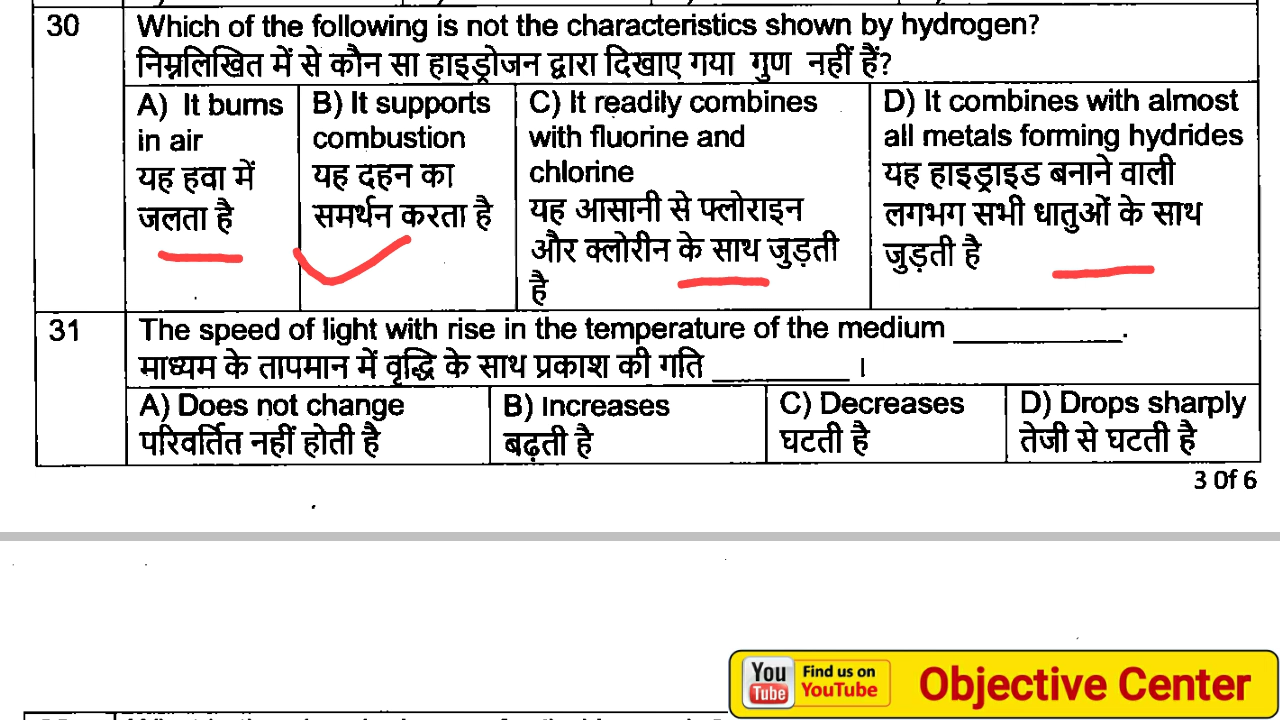 30
Which of the following is not the characteristics shown by hydrogen?
निम्नलिखित में से कौन सा हाइड्रोजन द्वारा दिखाए गया गुण नहीं हैं?
A) It burns
in air
यह हवा में
जलता है
B) It supports
combustion
यह दहन का
समर्थन करता है
C) It readily combines
with fluorine and
chlorine
यह आसानी से फ्लोराइन
और क्लोरीन के साथ जुड़ती
है
D) It combines with almost
all metals forming hydrides
यह हाइड्राइड बनाने वाली
लगभग सभी धातुओं के साथ
जुड़ती है
31
The speed of light with rise in the temperature of the medium __________.
माध्यम के तापमान में वृद्धि के साथ प्रकाश की गति ________ ।
A) Does not change
परिवर्तित नहीं होती है
B) Increases
बढ़ती है
C) Decreases
घटती है
D) Drops sharply
तेजी से घटती है
3 Of 6
You
Tube
Find us on
YouTube
Objective Center